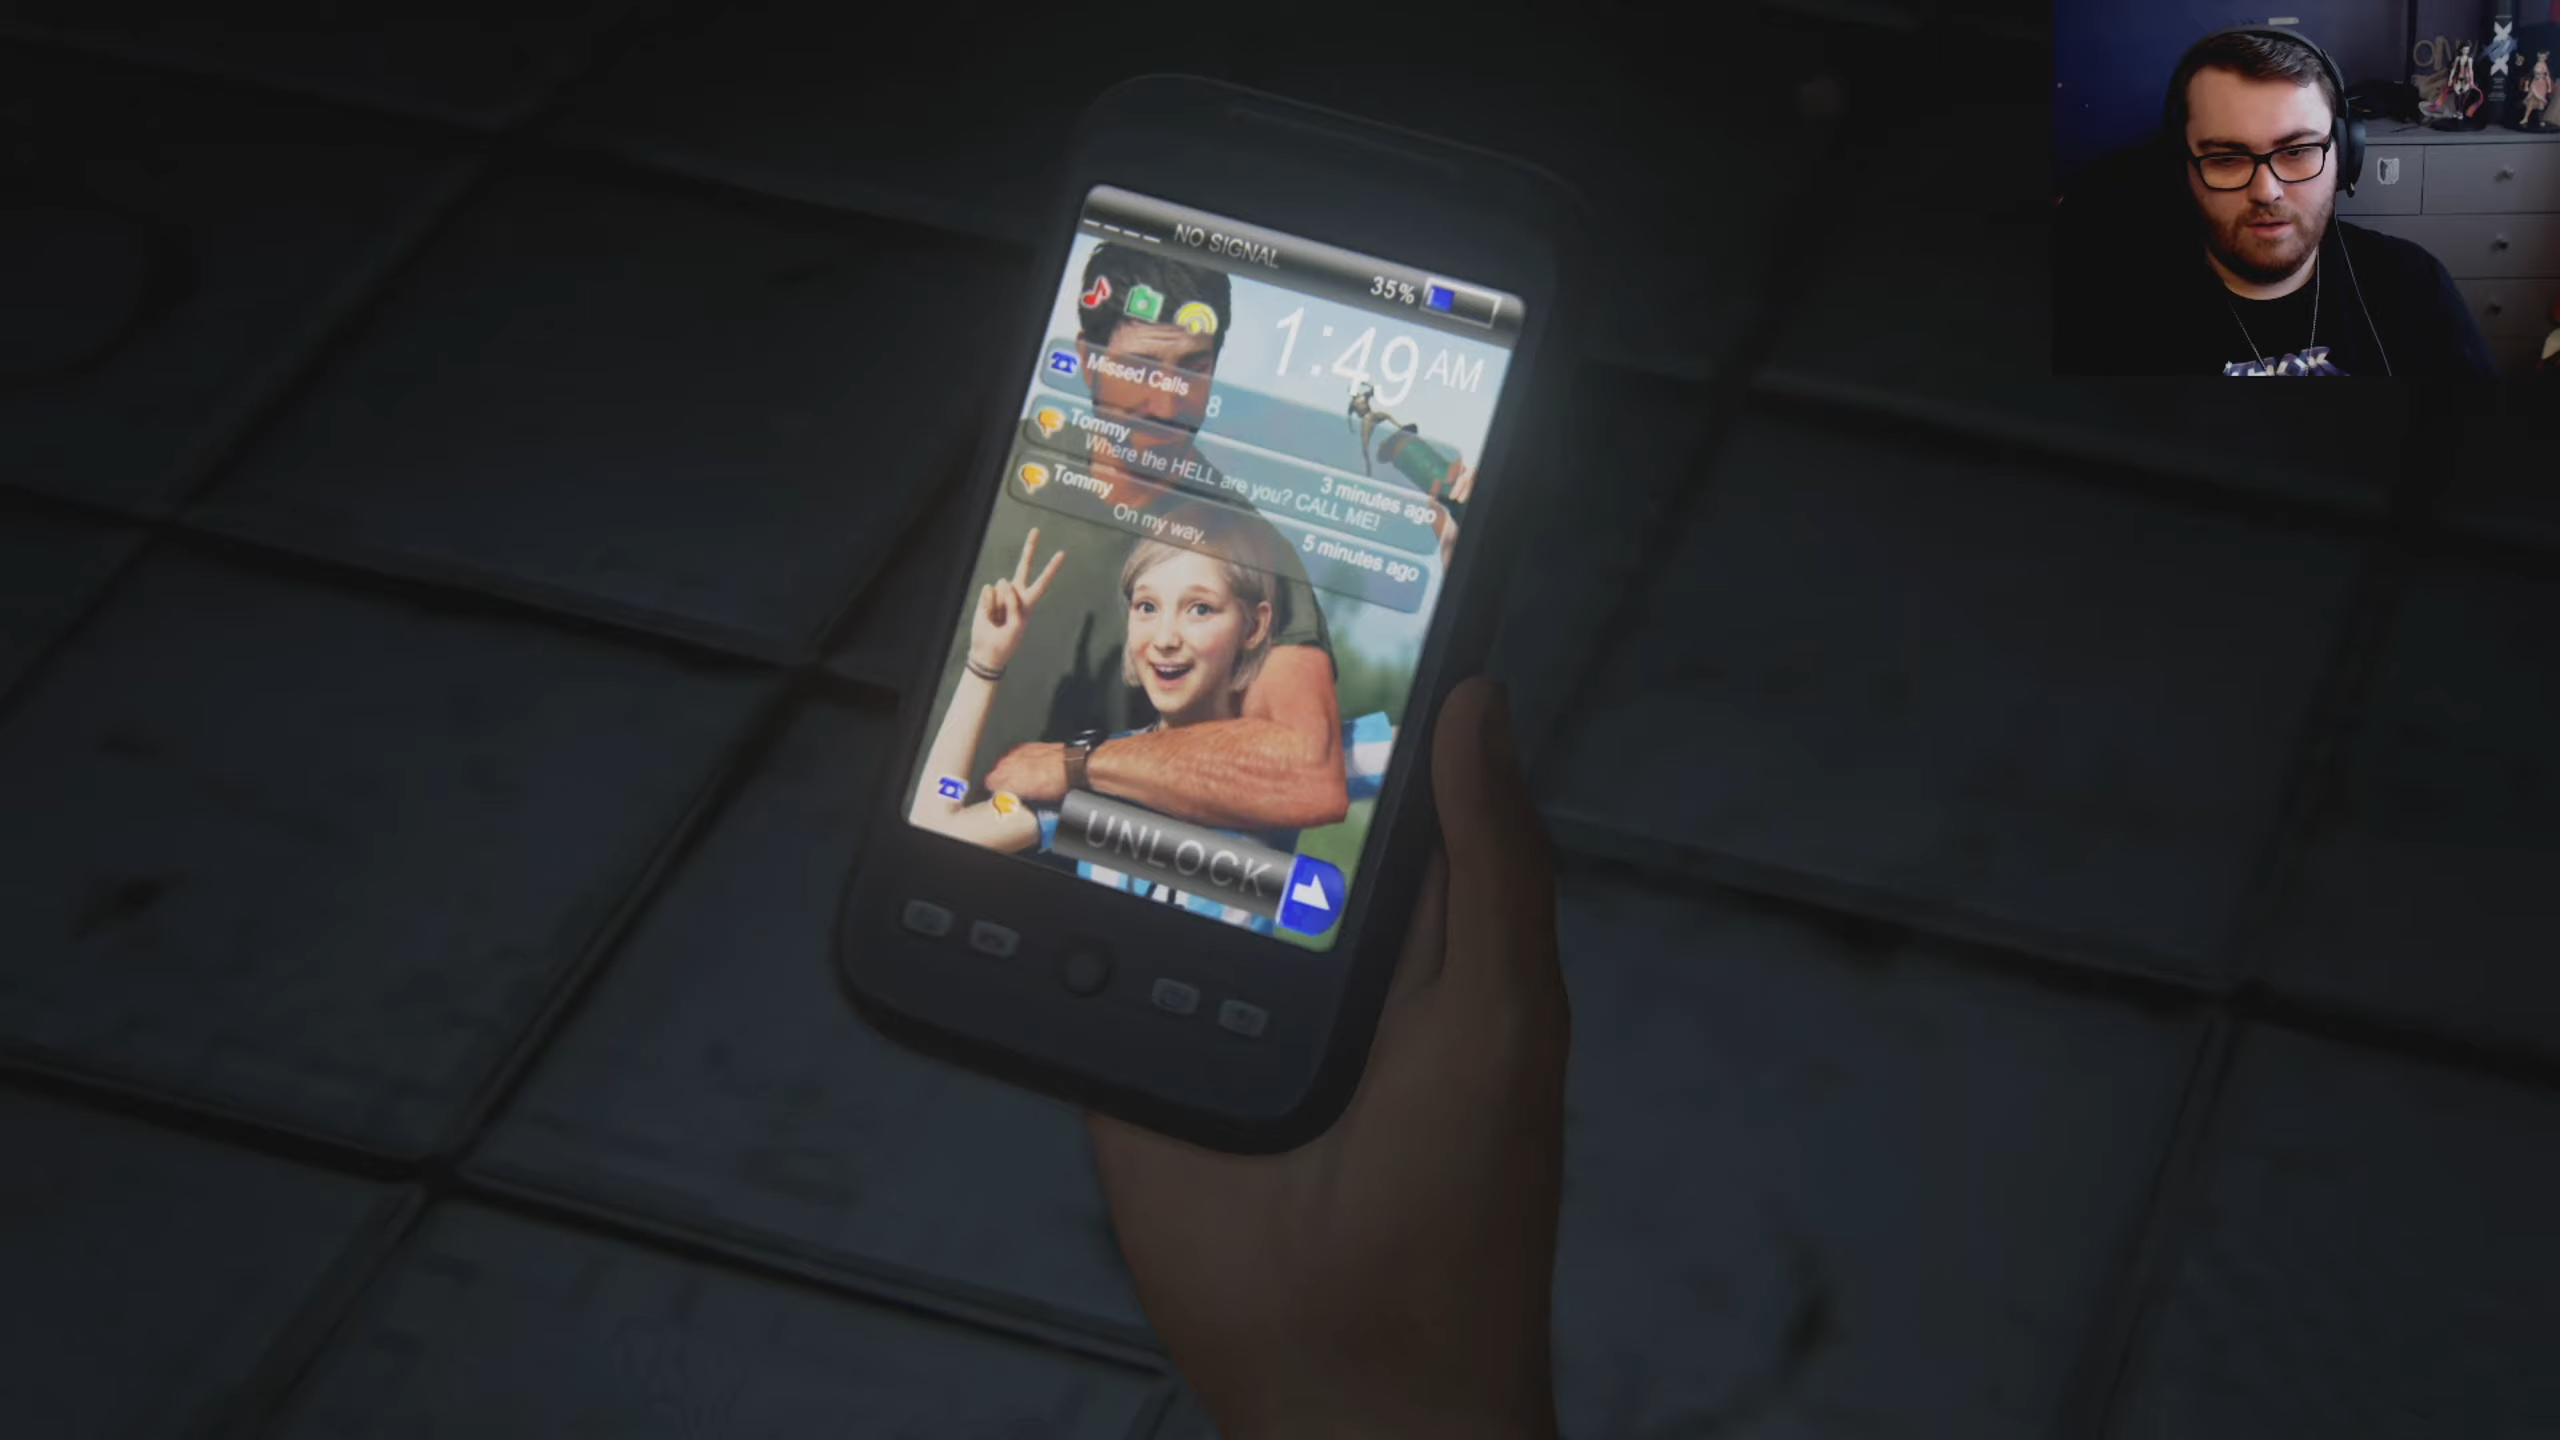 NO SIGNAL
35%
1:49 AM
Missed Calls
8
Tommy
3 minutes ago
Where the HELL are you? CALL ME!
Tommy
5 minutes ago
On my way.
UNLOCK